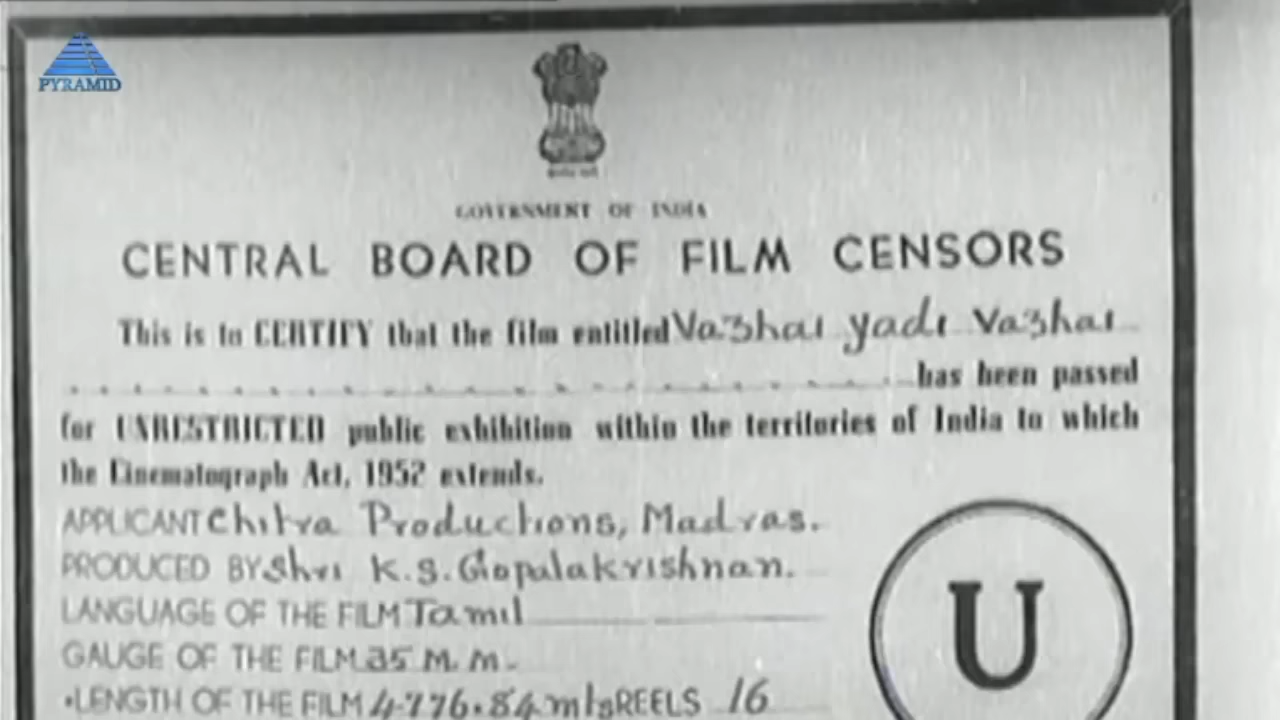 PYRAMID
GOVERNMENT OF INDIA
CENTRAL BOARD OF FILM CENSORS
This is to CERTIFY that the film entitled Vazhai yadi Vazhai
has been passed
for UNRESTRICTED public exhibition within the territories of India to which
the Cinematograph Act, 1952 extends.
APPLICANT Chitra Productions, Madras.
PRODUCED BY Shri K.S. Gopalakrishnan.
LANGUAGE OF THE FILM Tamil
GAUGE OF THE FILM 35 M.M.
LENGTH OF THE FILM 4776.84 mts REELS 16
U